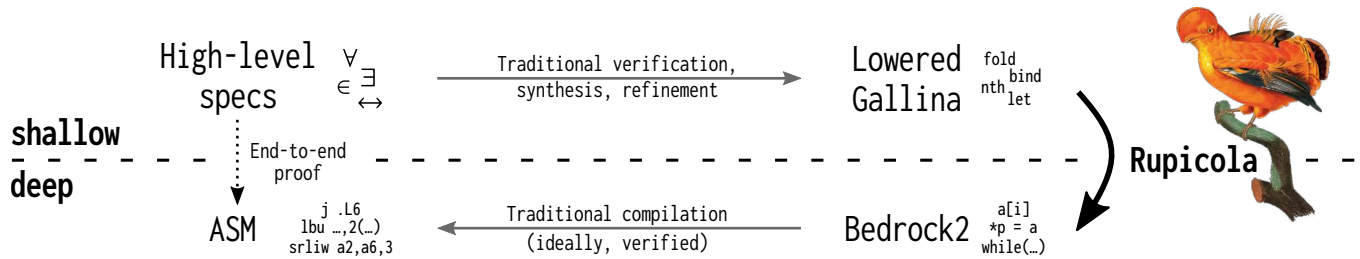 High-level
specs
∀
∈ ∃
↔
Traditional verification,
synthesis, refinement
Lowered
Gallina
fold
bind
nth
let
shallow
deep
End-to-end
proof
Rupicola
ASM
j .L6
lbu …,2(…)
srliw a2,a6,3
Traditional compilation
(ideally, verified)
Bedrock2
a[i]
*p = a
while(…)